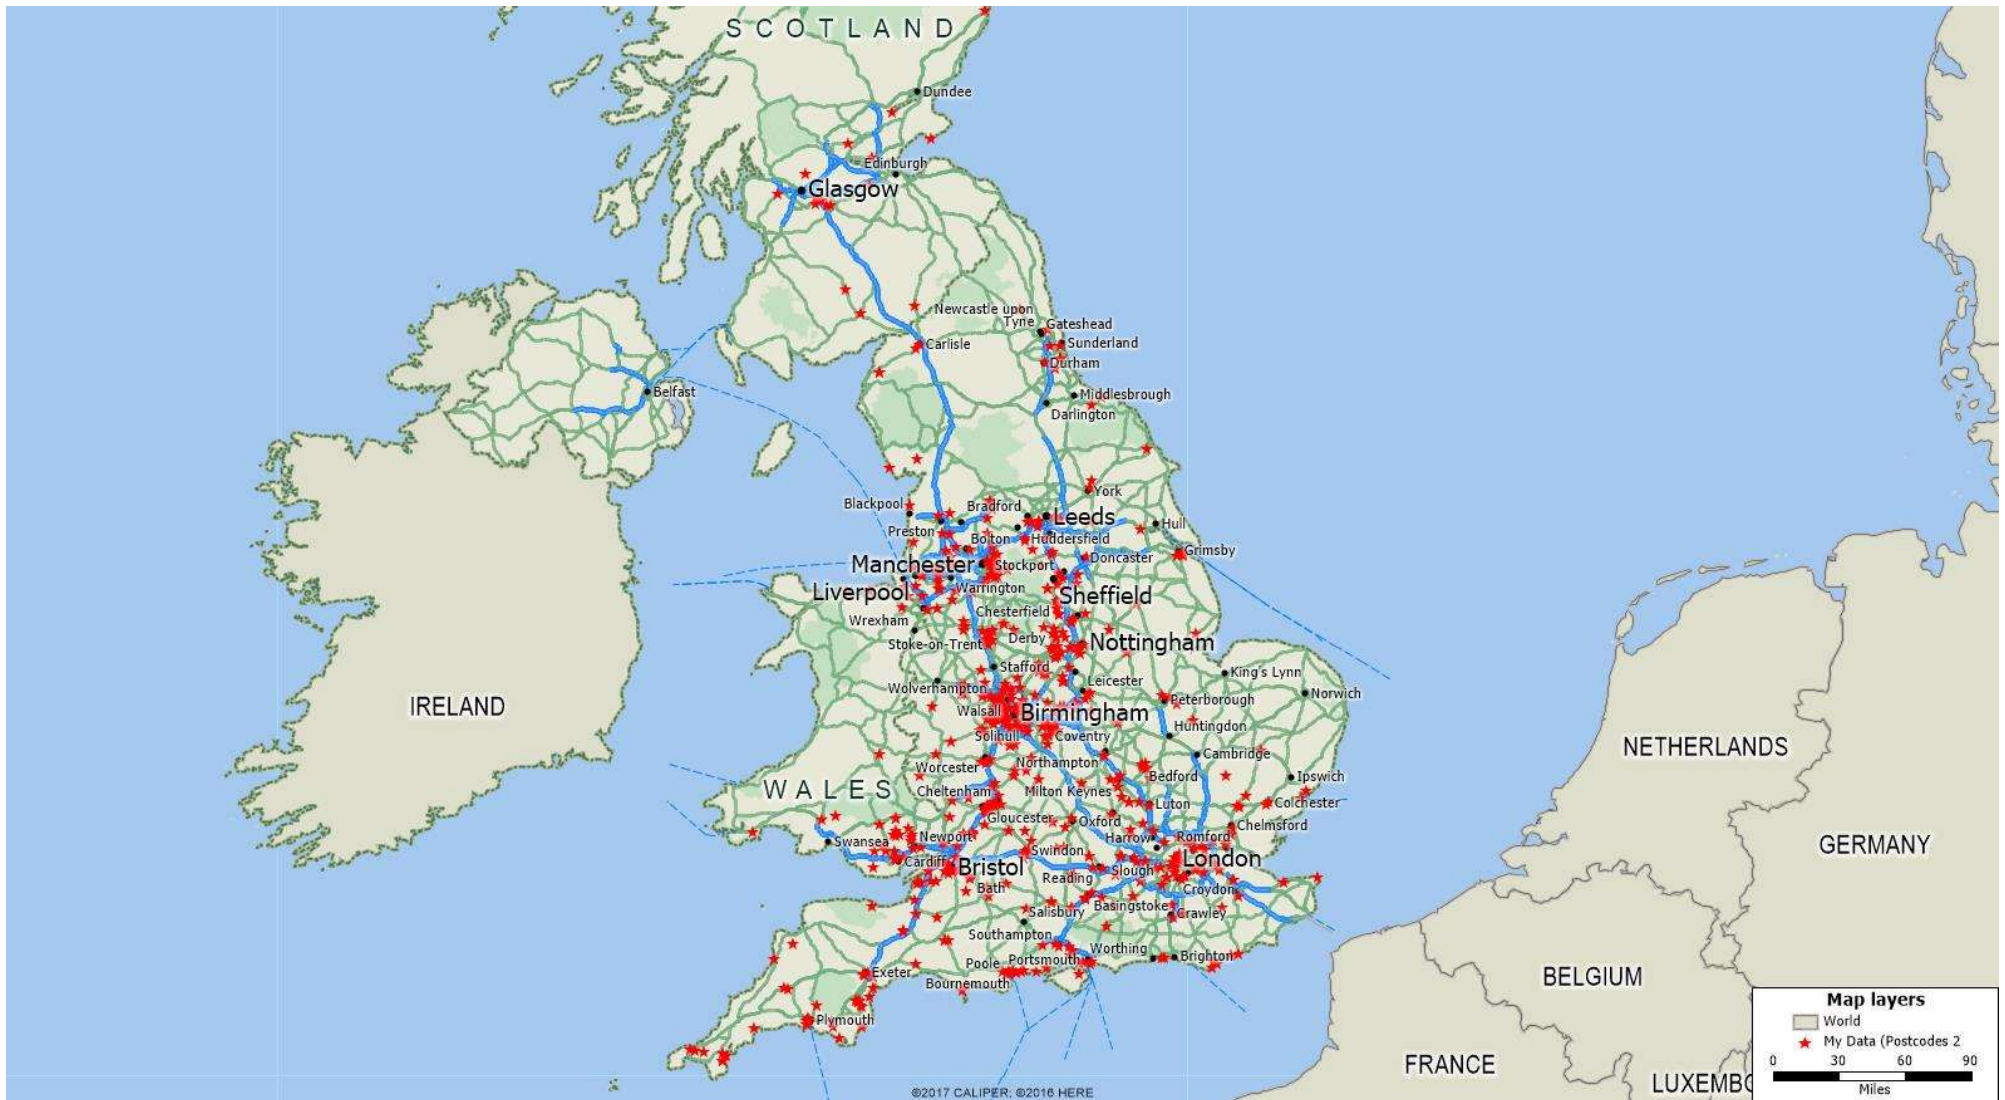 SCOTLAND
Dundee
Edinburgh
Glasgow
Newcastle upon
Tyne
Gateshead
Sunderland
Carlisle
Durham
Belfast
Middlesbrough
Darlington
York
Blackpool
Bradford
Leeds
Hull
Preston
Bolton
Huddersfield
Grimsby
Doncaster
Manchester
Stockport
Liverpool
Warrington
Sheffield
Chesterfield
Wrexham
Derby
Nottingham
Stoke-on-Trent
Stafford
King's Lynn
Leicester
Wolverhampton
Norwich
Peterborough
IRELAND
Walsall
Birmingham
Huntingdon
Solihull
Coventry
NETHERLANDS
Cambridge
Northampton
Worcester
Bedford
Ipswich
WALES
Cheltenham
Milton Keynes
Luton
Colchester
Gloucester
Oxford
Chelmsford
Newport
Harrow
Romford
Swansea
GERMANY
Swindon
Cardiff
London
Bristol
Slough
Reading
Bath
Croydon
Basingstoke
Salisbury
Crawley
Southampton
Worthing
Brighton
Poole
Portsmouth
Exeter
BELGIUM
Bournemouth
Plymouth
FRANCE
LUXEMBO
Map layers
World
My Data (Postcodes 2
0 30 60 90
Miles
©2017 CALIPER; ©2016 HERE